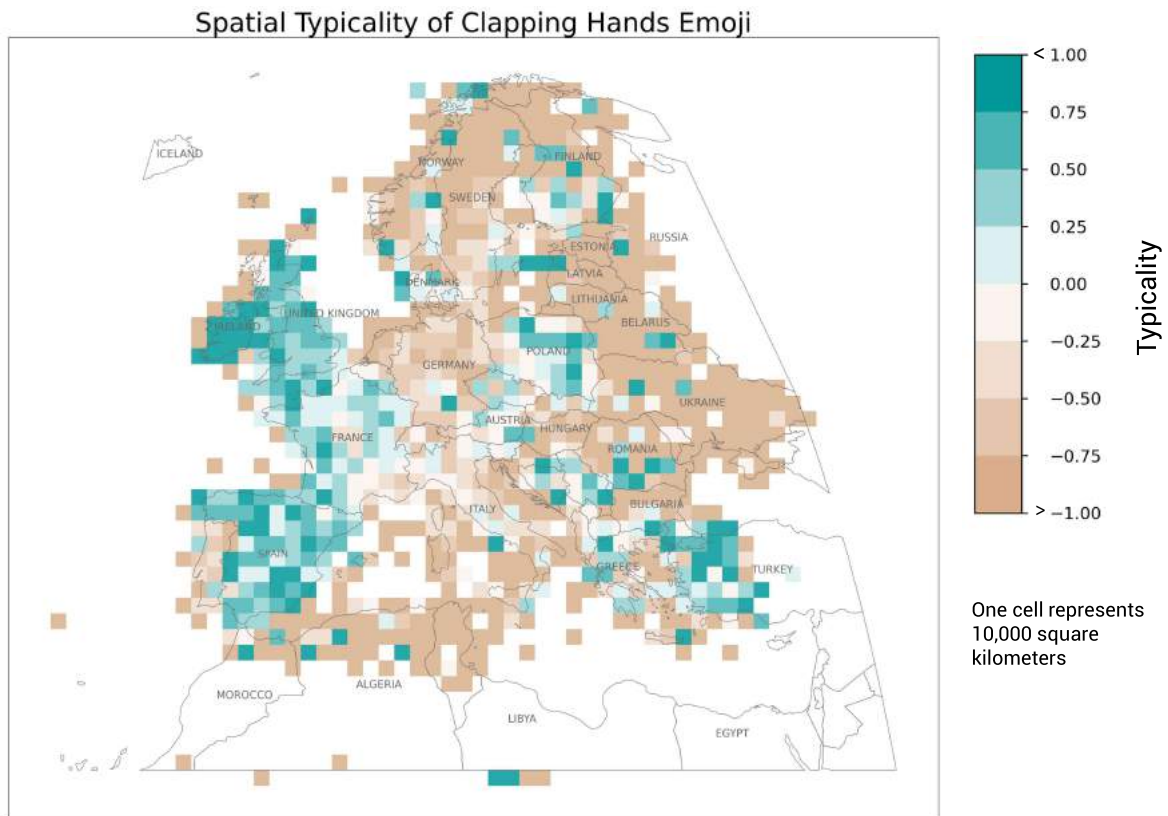 Spatial Typicality of Clapping Hands Emoji
< 1.00
0.75
0.50
0.25
0.00
−0.25
−0.50
−0.75
> −1.00
Typicality
One cell represents
10,000 square
kilometers
ICELAND
NORWAY
FINLAND
SWEDEN
RUSSIA
ESTONIA
LATVIA
DENMARK
LITHUANIA
UNITED KINGDOM
BELARUS
IRELAND
POLAND
GERMANY
UKRAINE
AUSTRIA
HUNGARY
FRANCE
ROMANIA
BULGARIA
ITALY
SPAIN
GREECE
TURKEY
ALGERIA
MOROCCO
LIBYA
EGYPT